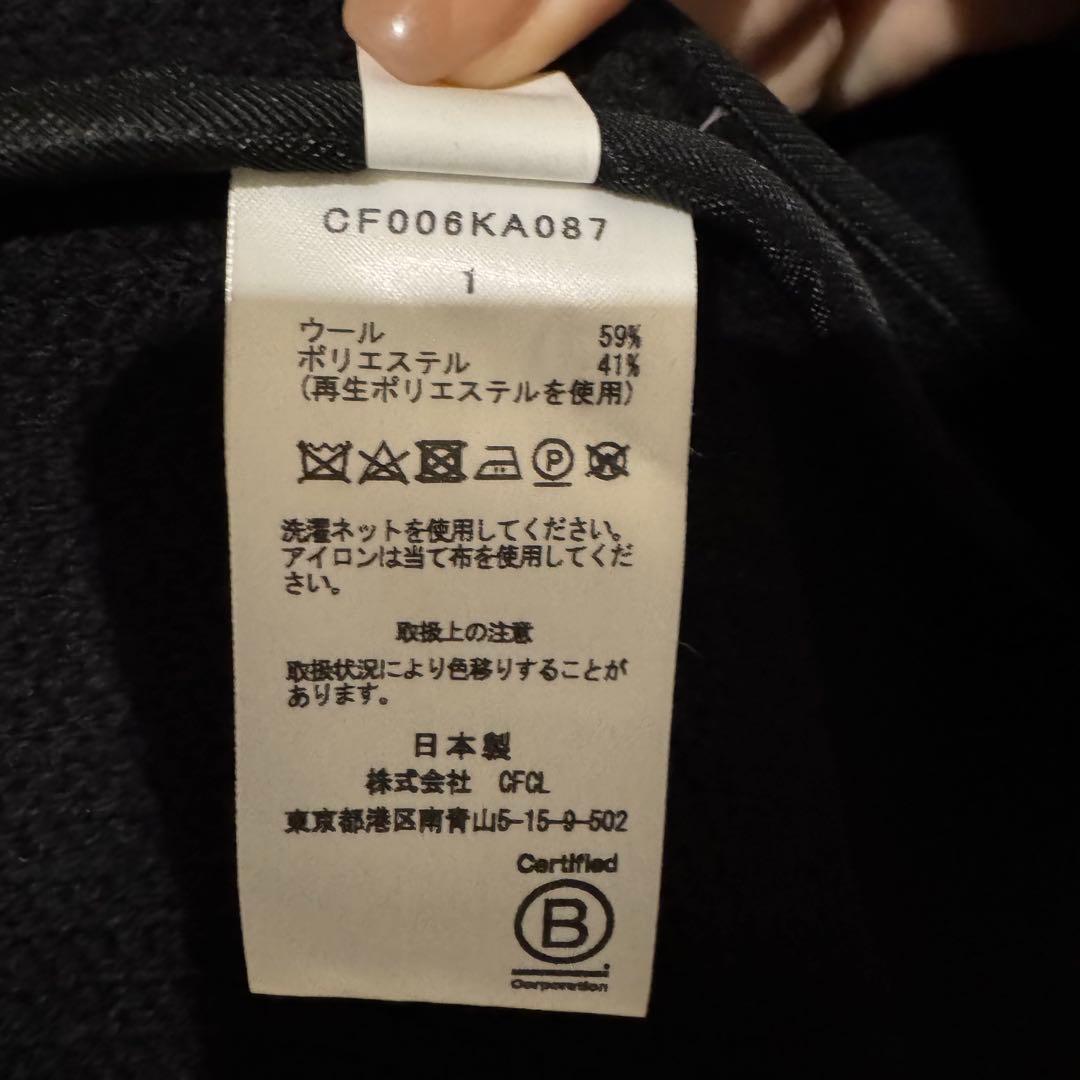 CF006KA087
1
ウール 59%
ポリエステル 41%
(再生ポリエステルを使用)
P
W
洗濯ネットを使用してください。
アイロンは当て布を使用してくだ
さい。
取扱上の注意
取扱状況により色移りすることが
あります。
日本製
株式会社 CFCL
東京都港区南青山5-15-9-502
Certified
B
Corporation